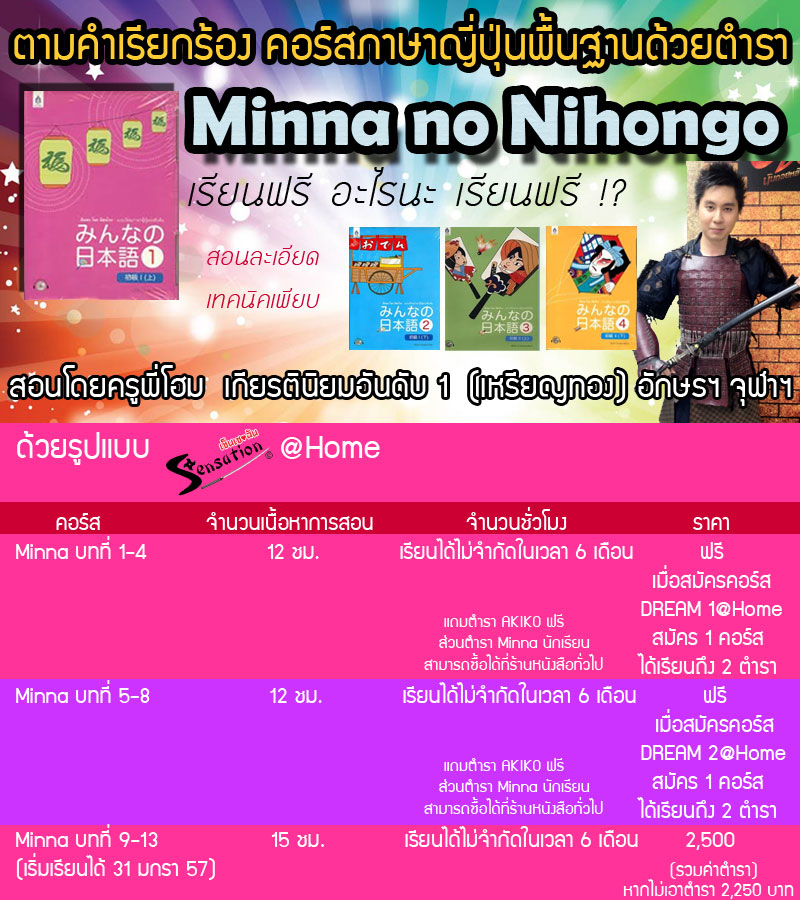 ตามคำเรียกร้อง คอร์สภาษาญี่ปุ่นพื้นฐานด้วยตำรา
Minna no Nihongo
เรียนฟรี อะไรนะ เรียนฟรี !?
みんなの
日本語 1
初級 I (上)
สอนละเอียด
เทคนิคเพียบ
おでん
みんなの
日本語 2
初級 I (下)
みんなの
日本語 3
みんなの
日本語 4
สอนโดยครูพี่โฮม เกียรตินิยมอันดับ 1 (เหรียญทอง) อักษรฯ จุฬาฯ
ด้วยรูปแบบ Sensation © @Home
คอร์ส จำนวนเนื้อหาการสอน จำนวนชั่วโมง ราคา
Minna บทที่ 1-4 12 ชม. เรียนได้ไม่จำกัดในเวลา 6 เดือน ฟรี
เมื่อสมัครคอร์ส
DREAM 1@Home
สมัคร 1 คอร์ส
ได้เรียนถึง 2 ตำรา
แถมตำรา AKIKO ฟรี
ส่วนตำรา Minna นักเรียน
สามารถซื้อได้ที่ร้านหนังสือทั่วไป
Minna บทที่ 5-8 12 ชม. เรียนได้ไม่จำกัดในเวลา 6 เดือน ฟรี
เมื่อสมัครคอร์ส
DREAM 2@Home
สมัคร 1 คอร์ส
ได้เรียนถึง 2 ตำรา
แถมตำรา AKIKO ฟรี
ส่วนตำรา Minna นักเรียน
สามารถซื้อได้ที่ร้านหนังสือทั่วไป
Minna บทที่ 9-13 15 ชม. เรียนได้ไม่จำกัดในเวลา 6 เดือน 2,500
(เริ่มเรียนได้ 31 มกรา 57) (รวมค่าตำรา)
หากไม่เอาตำรา 2,250 บาท